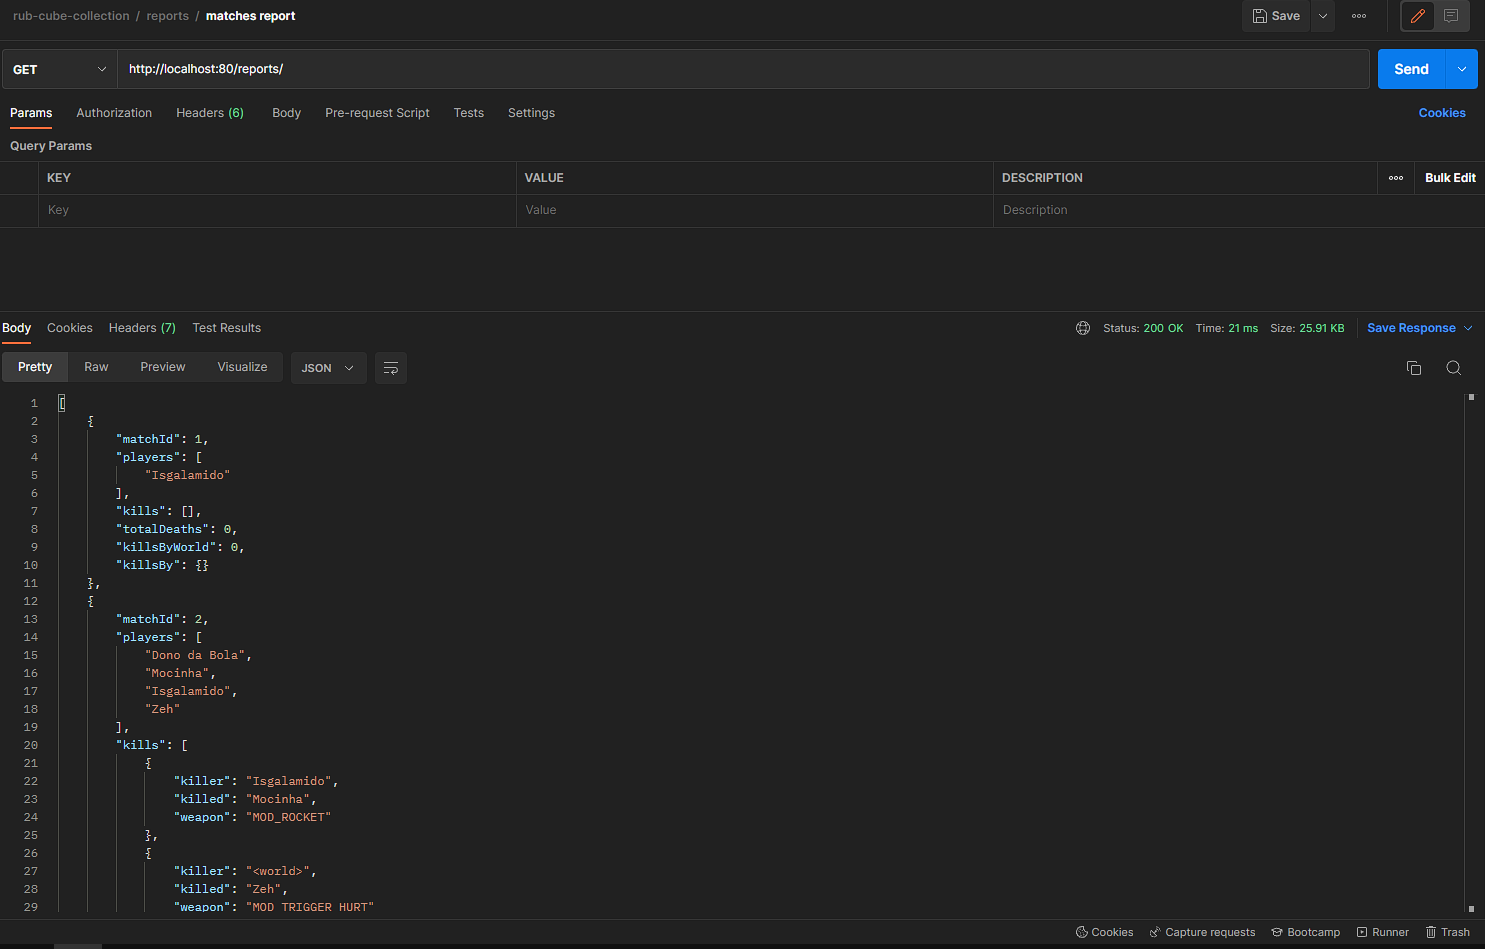 rub-cube-collection / reports / matches report
Save
GET
http://localhost:80/reports/
Send
Params Authorization Headers (6) Body Pre-request Script Tests Settings Cookies
Query Params
KEY VALUE DESCRIPTION Bulk Edit
Key Value Description
Body Cookies Headers (7) Test Results Status: 200 OK Time: 21 ms Size: 25.91 KB Save Response
Pretty Raw Preview Visualize JSON
1 [
2 {
3 "matchId": 1,
4 "players": [
5 "Isgalamido"
6 ],
7 "kills": [],
8 "totalDeaths": 0,
9 "killsByWorld": 0,
10 "killsBy": {}
11 },
12 {
13 "matchId": 2,
14 "players": [
15 "Dono da Bola",
16 "Mocinha",
17 "Isgalamido",
18 "Zeh"
19 ],
20 "kills": [
21 {
22 "killer": "Isgalamido",
23 "killed": "Mocinha",
24 "weapon": "MOD_ROCKET"
25 },
26 {
27 "killer": "<world>",
28 "killed": "Zeh",
29 "weapon": "MOD_TRIGGER_HURT"
Cookies Capture requests Bootcamp Runner Trash